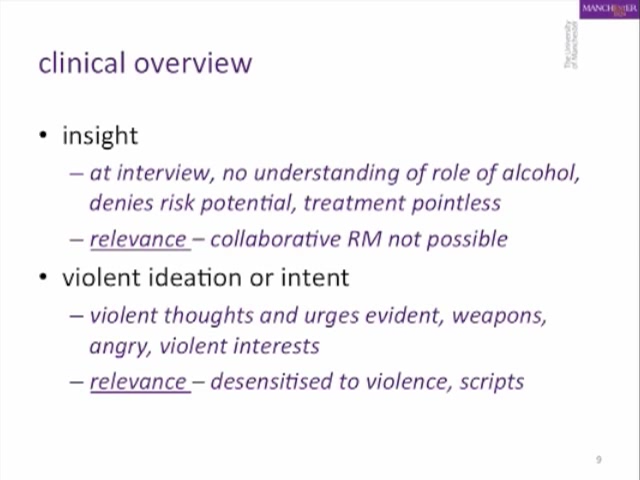 MANCHESTER
The University
of Manchester
clinical overview
• insight
– at interview, no understanding of role of alcohol,
denies risk potential, treatment pointless
– relevance – collaborative RM not possible
• violent ideation or intent
– violent thoughts and urges evident, weapons,
angry, violent interests
– relevance – desensitised to violence, scripts
9